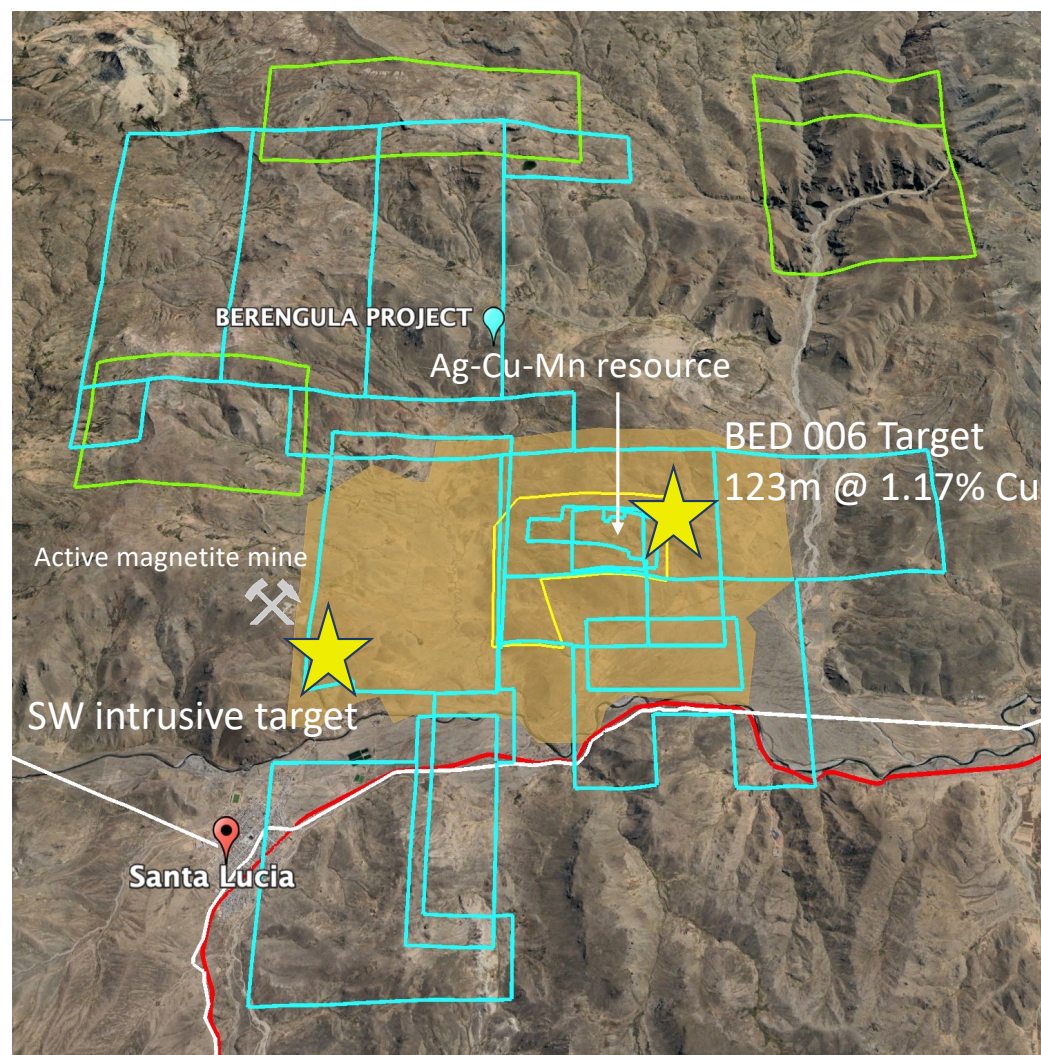 BERENGULA PROJECT
Ag-Cu-Mn resource
BED 006 Target
123m @ 1.17% Cu
Active magnetite mine
SW intrusive target
Santa Lucia